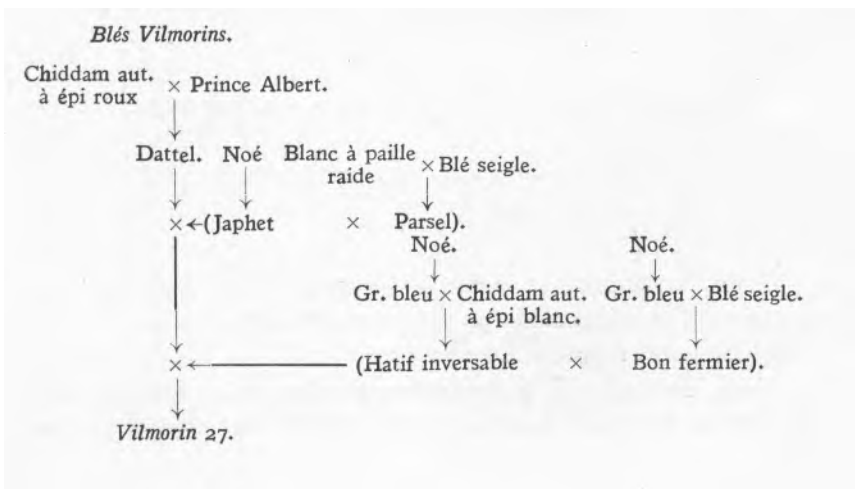 Blés Vilmorins.
Chiddam aut. × Prince Albert.
à épi roux
Dattel. Noé Blanc à paille × Blé seigle.
raide
× ←(Japhet × Parsel).
Noé. Noé.
Gr. bleu × Chiddam aut. Gr. bleu × Blé seigle.
à épi blanc.
× ← (Hatif inversable × Bon fermier).
Vilmorin 27.